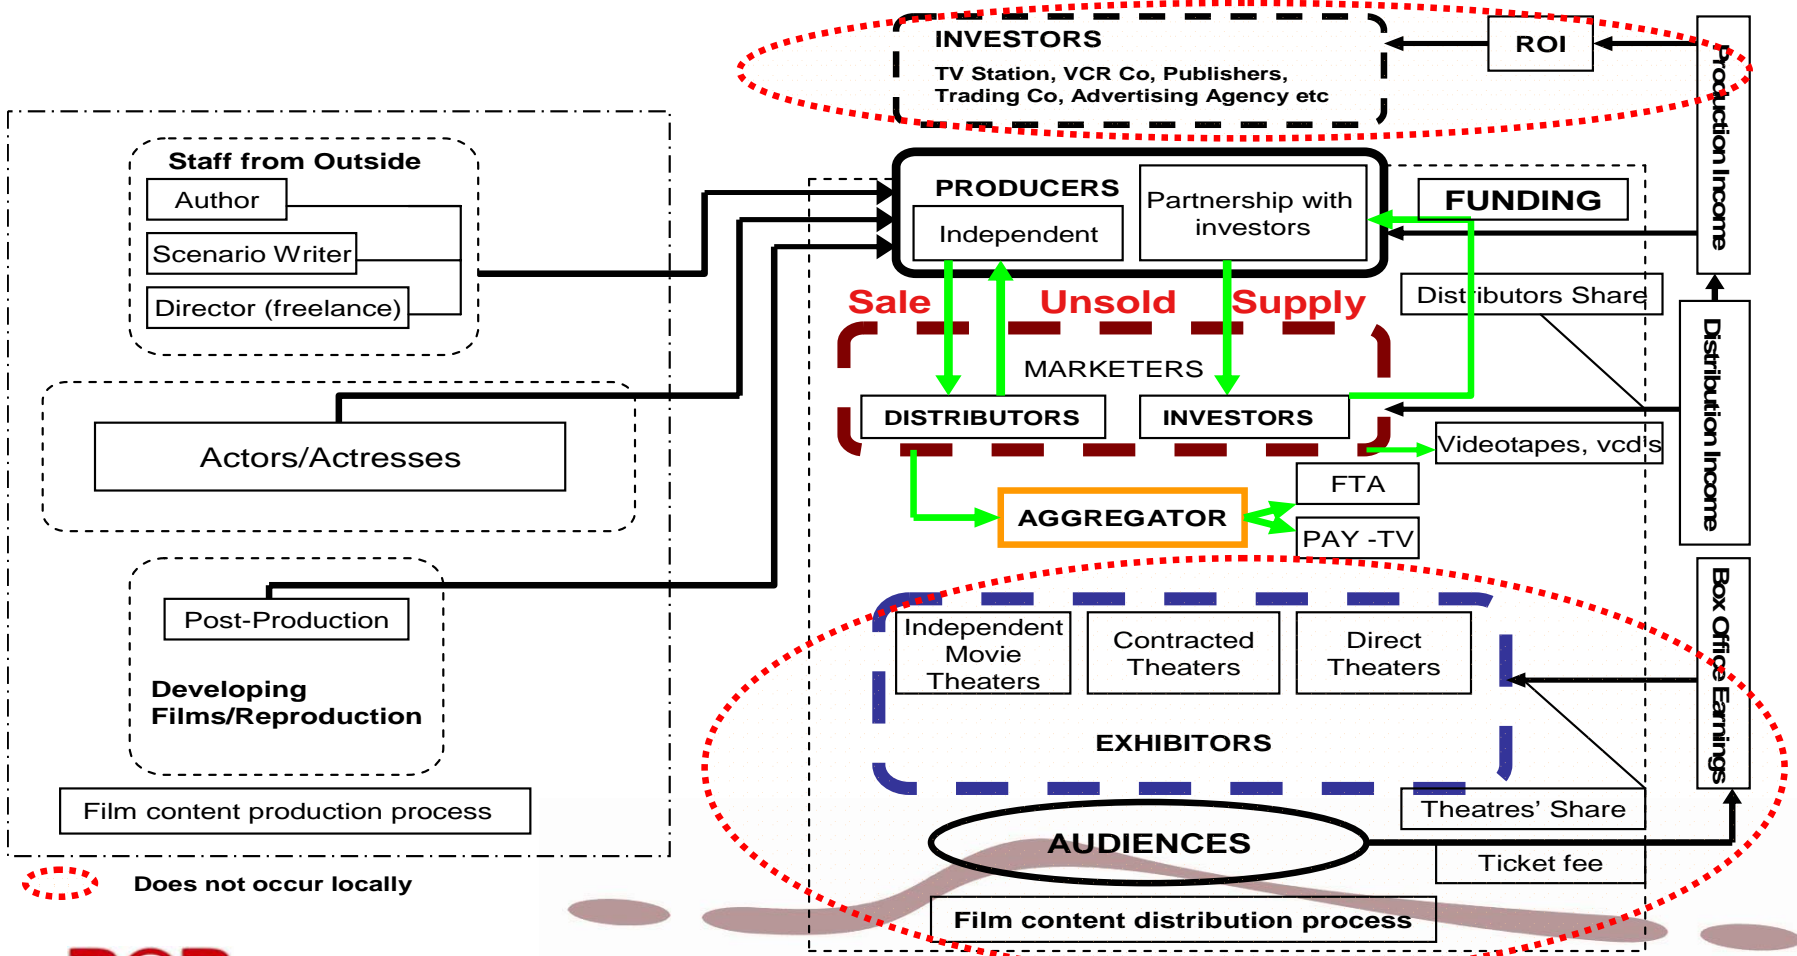 INVESTORS
TV Station, VCR Co, Publishers,
Trading Co, Advertising Agency etc
ROI
Production Income
Staff from Outside
Author
Scenario Writer
Director (freelance)
PRODUCERS
Independent
Partnership with
investors
FUNDING
Sale
Unsold
Supply
Distributors Share
Distribution Income
MARKETERS
DISTRIBUTORS
INVESTORS
Videotapes, vcd's
Actors/Actresses
AGGREGATOR
FTA
PAY -TV
Post-Production
Developing
Films/Reproduction
Independent
Movie
Theaters
Contracted
Theaters
Direct
Theaters
EXHIBITORS
Box Office Earnings
Film content production process
Theatres' Share
AUDIENCES
Ticket fee
Does not occur locally
Film content distribution process